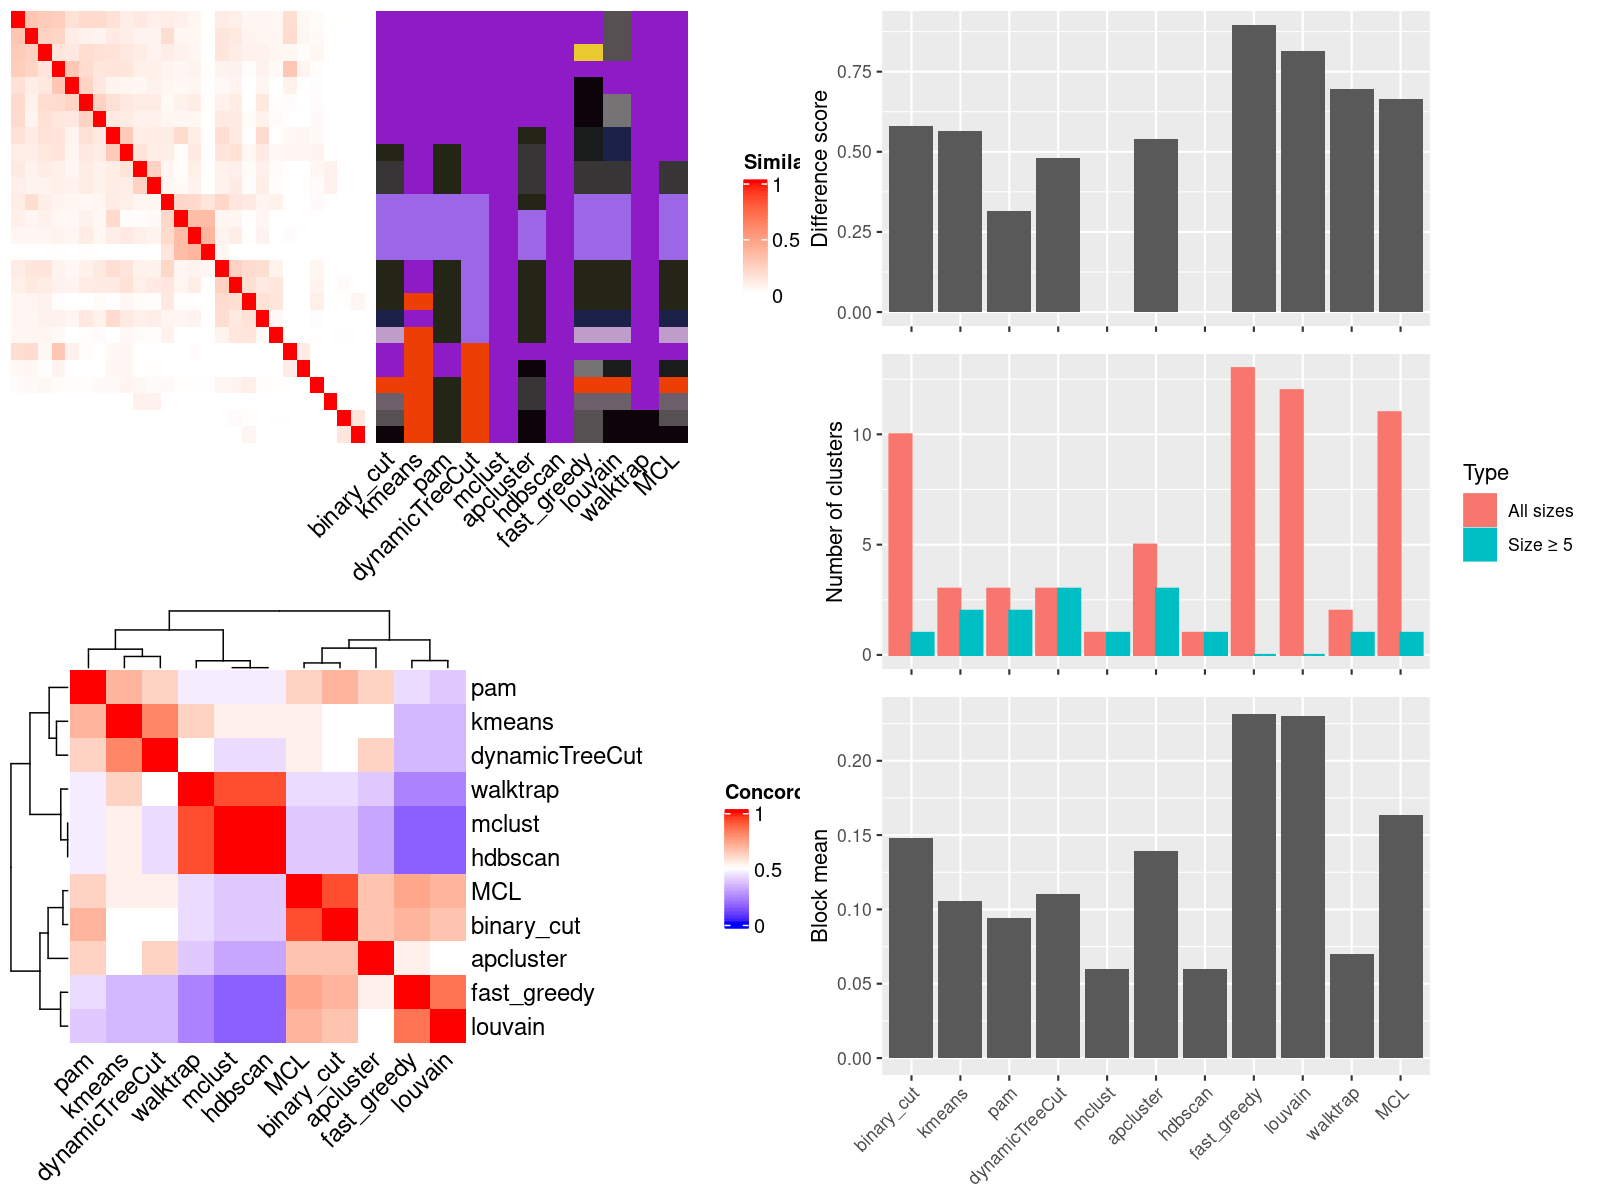 Simila
1
0.5
0
binary_cut
kmeans
pam
dynamicTreeCut
mclust
apcluster
hdbscan
fast_greedy
louvain
walktrap
MCL
pam
kmeans
dynamicTreeCut
walktrap
mclust
hdbscan
MCL
binary_cut
apcluster
fast_greedy
louvain
Concord
1
0.5
0
pam
kmeans
dynamicTreeCut
walktrap
mclust
hdbscan
MCL
binary_cut
apcluster
fast_greedy
louvain
Difference score
0.75
0.50
0.25
0.00
Number of clusters
10
5
0
Type
All sizes
Size ≥ 5
Block mean
0.20
0.15
0.10
0.05
0.00
binary_cut
kmeans
pam
dynamicTreeCut
mclust
apcluster
hdbscan
fast_greedy
louvain
walktrap
MCL